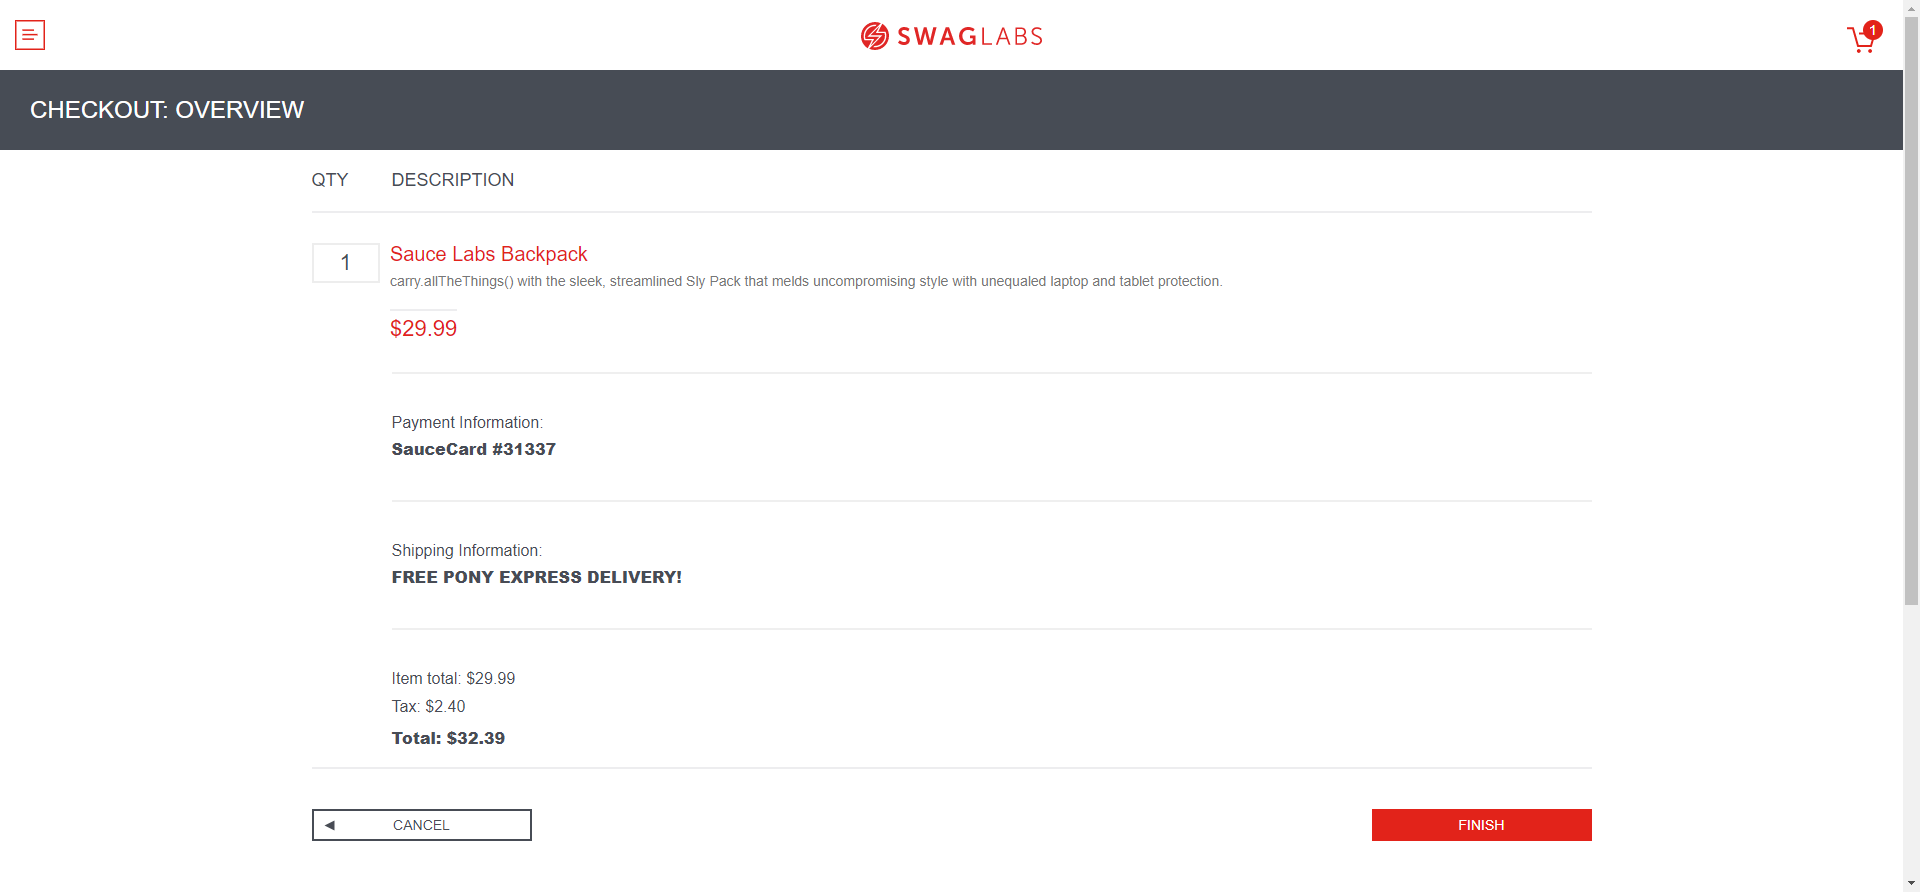 SWAGLABS
1
CHECKOUT: OVERVIEW
QTY DESCRIPTION
1 Sauce Labs Backpack
carry.allTheThings() with the sleek, streamlined Sly Pack that melds uncompromising style with unequaled laptop and tablet protection.
$29.99
Payment Information:
SauceCard #31337
Shipping Information:
FREE PONY EXPRESS DELIVERY!
Item total: $29.99
Tax: $2.40
Total: $32.39
CANCEL FINISH